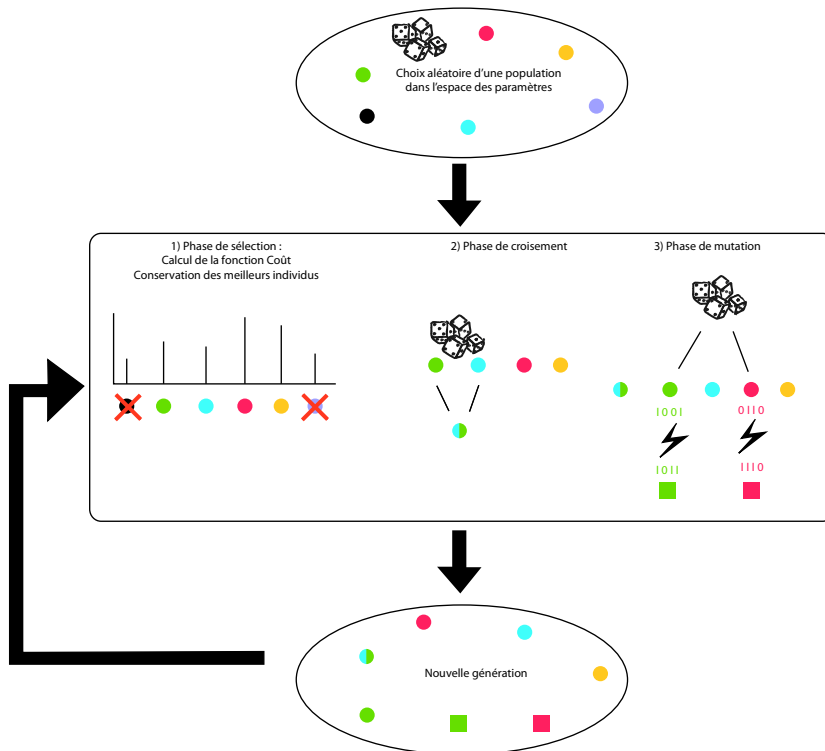 Choix aléatoire d'une population
dans l'espace des paramètres
1) Phase de sélection :
Calcul de la fonction Coût
Conservation des meilleurs individus
2) Phase de croisement
3) Phase de mutation
1001
0110
1011
1110
Nouvelle génération